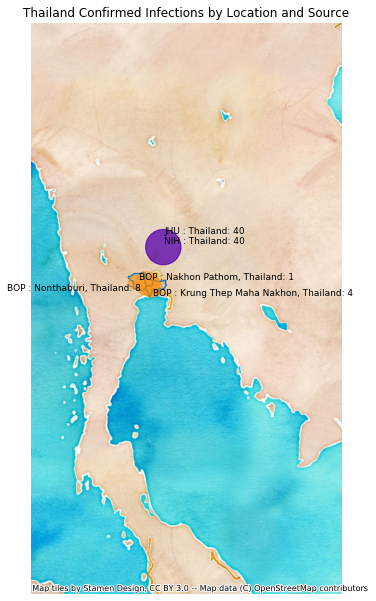 Thailand Confirmed Infections by Location and Source
JHU : Thailand: 40
NIH : Thailand: 40
BOP : Nakhon Pathom, Thailand: 1
BOP : Nonthaburi, Thailand: 8
BOP : Krung Thep Maha Nakhon, Thailand: 4
Map tiles by Stamen Design, CC BY 3.0 -- Map data (C) OpenStreetMap contributors